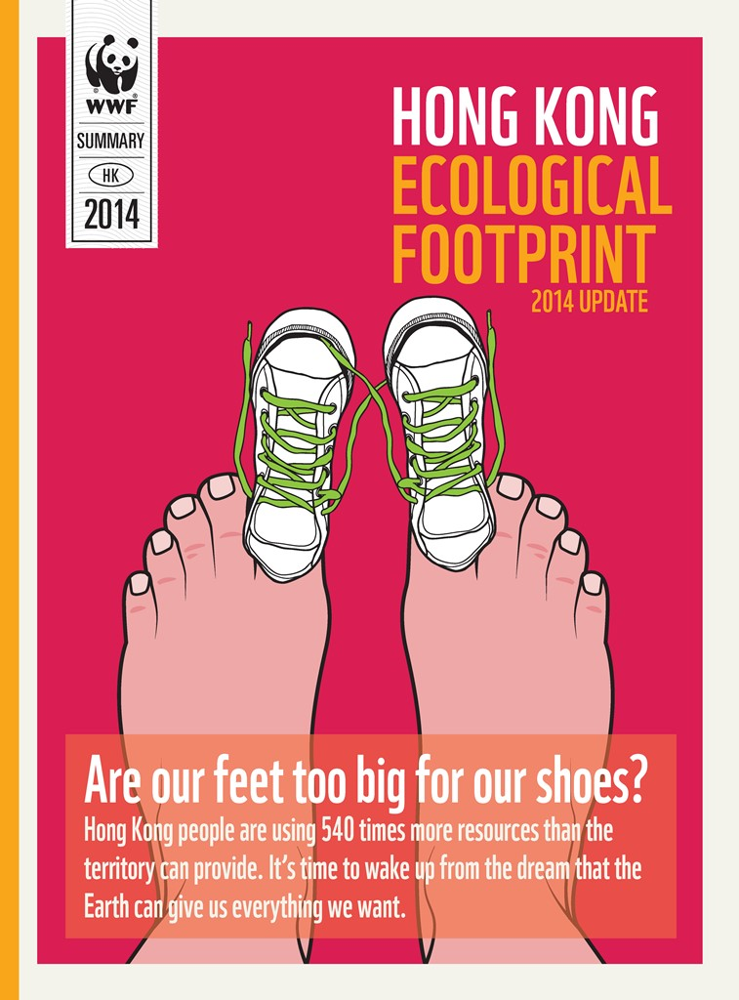 WWF
SUMMARY
HK
2014
HONG KONG
ECOLOGICAL
FOOTPRINT
2014 UPDATE
Are our feet too big for our shoes?
Hong Kong people are using 540 times more resources than the
territory can provide. It's time to wake up from the dream that the
Earth can give us everything we want.